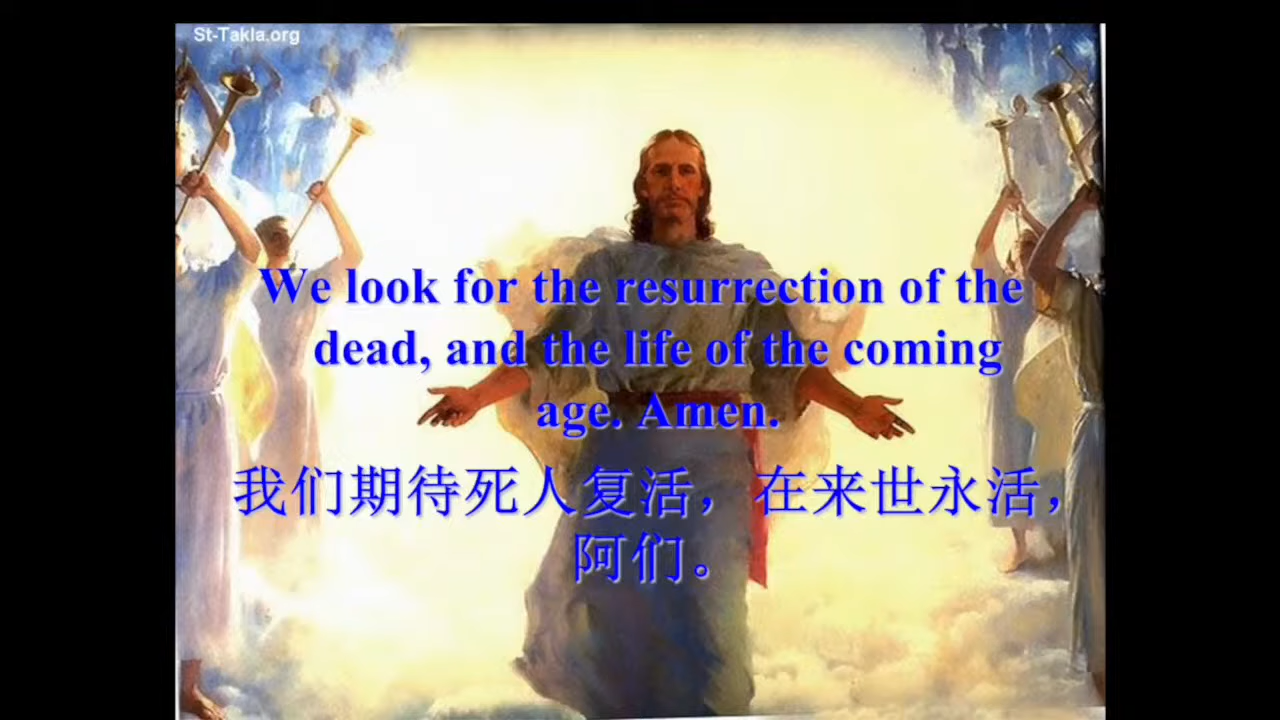 St-Takla.org
We look for the resurrection of the
dead, and the life of the coming
age. Amen.
我们期待死人复活，在来世永活，
阿们。